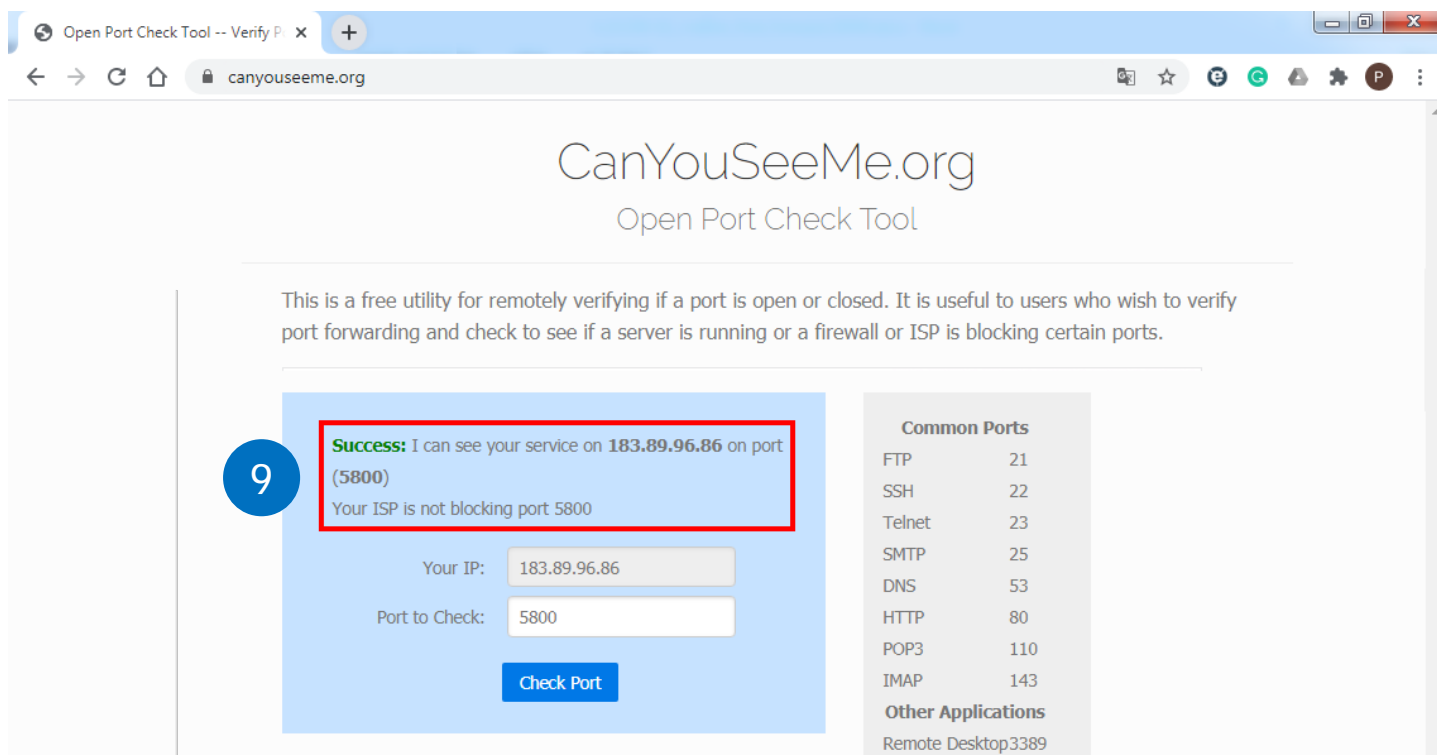 Open Port Check Tool -- Verify P
canyouseeme.org
P
CanYouSeeMe.org
Open Port Check Tool
This is a free utility for remotely verifying if a port is open or closed. It is useful to users who wish to verify
port forwarding and check to see if a server is running or a firewall or ISP is blocking certain ports.
9
Success: I can see your service on 183.89.96.86 on port
(5800)
Your ISP is not blocking port 5800
Your IP: 183.89.96.86
Port to Check: 5800
Check Port
Common Ports
FTP 21
SSH 22
Telnet 23
SMTP 25
DNS 53
HTTP 80
POP3 110
IMAP 143
Other Applications
Remote Desktop 3389